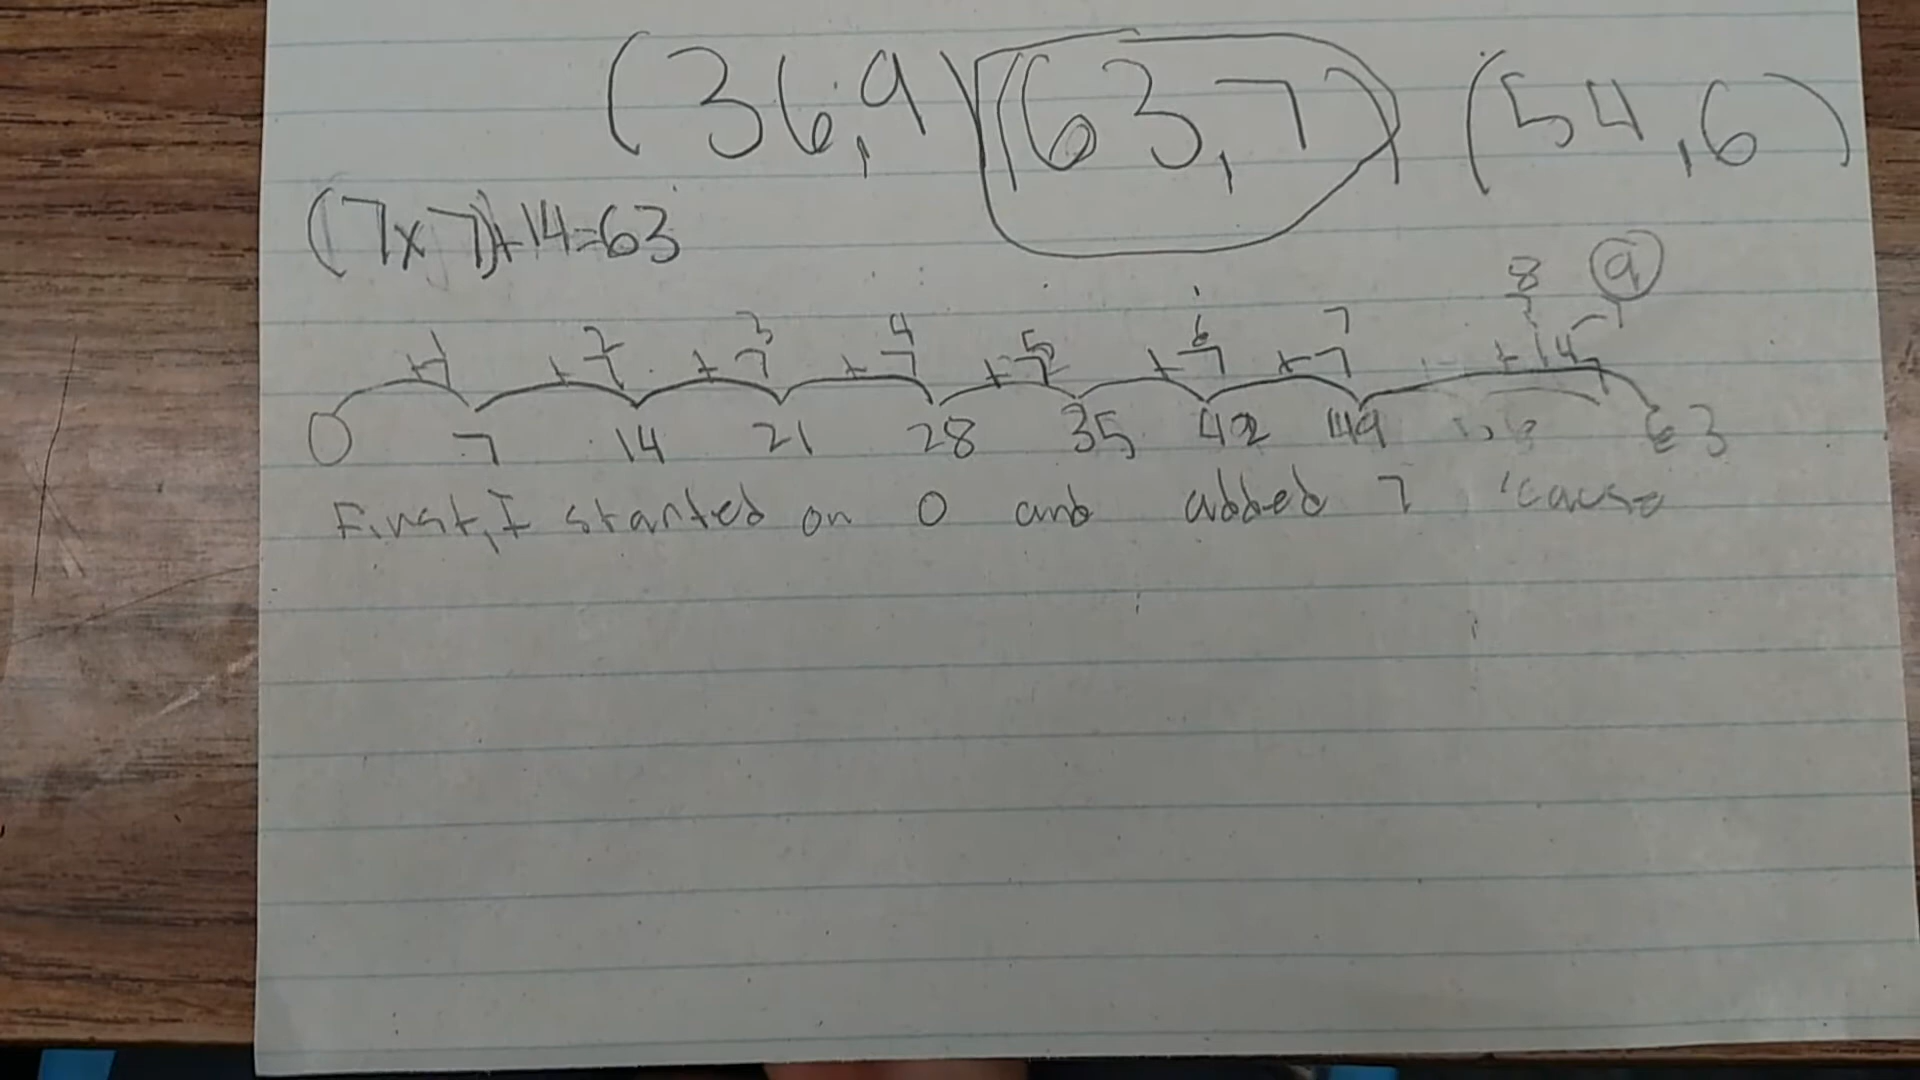 (36,9) (63,7) (54,6)
(7x7)+14=63
8 9
1 2 3 4 5 6 7
+7 +7 +7 +7 +7 +7 +7 +14
0 7 14 21 28 35 42 49 63
First, I started on 0 and added 7 'cause